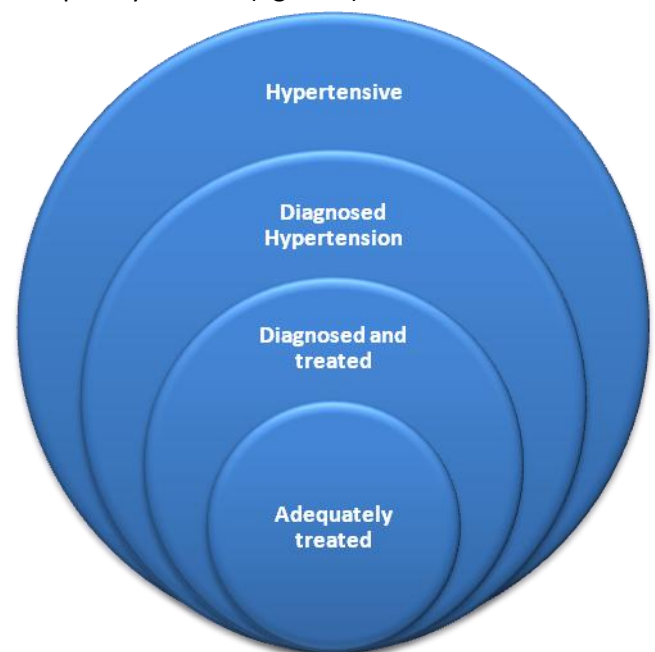 Hypertensive
Diagnosed
Hypertension
Diagnosed and
treated
Adequately
treated